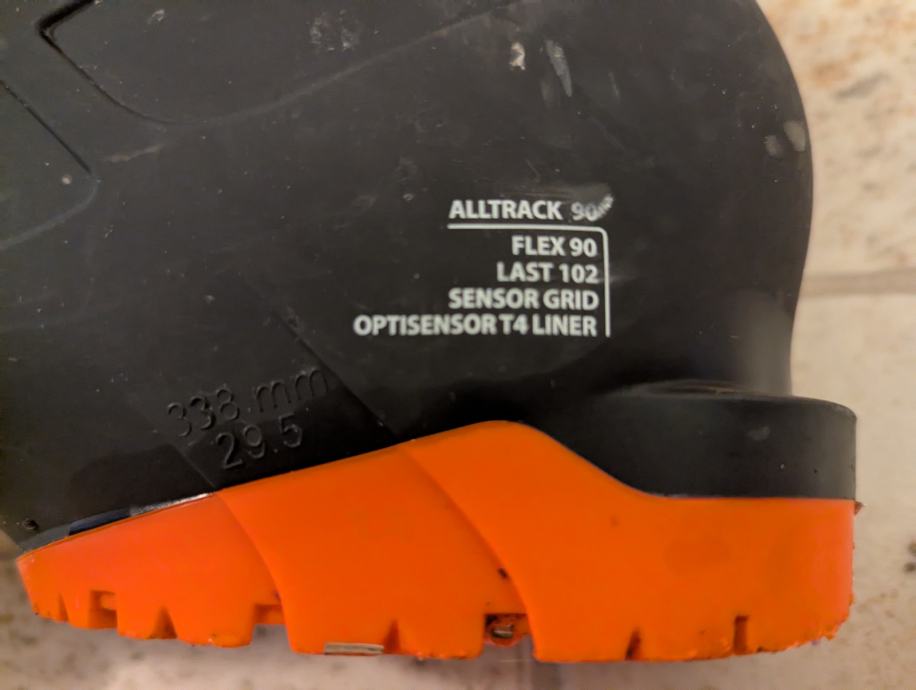 ALLTRACK 90
FLEX 90
LAST 102
SENSOR GRID
OPTISENSOR T4 LINER
338 mm
29.5